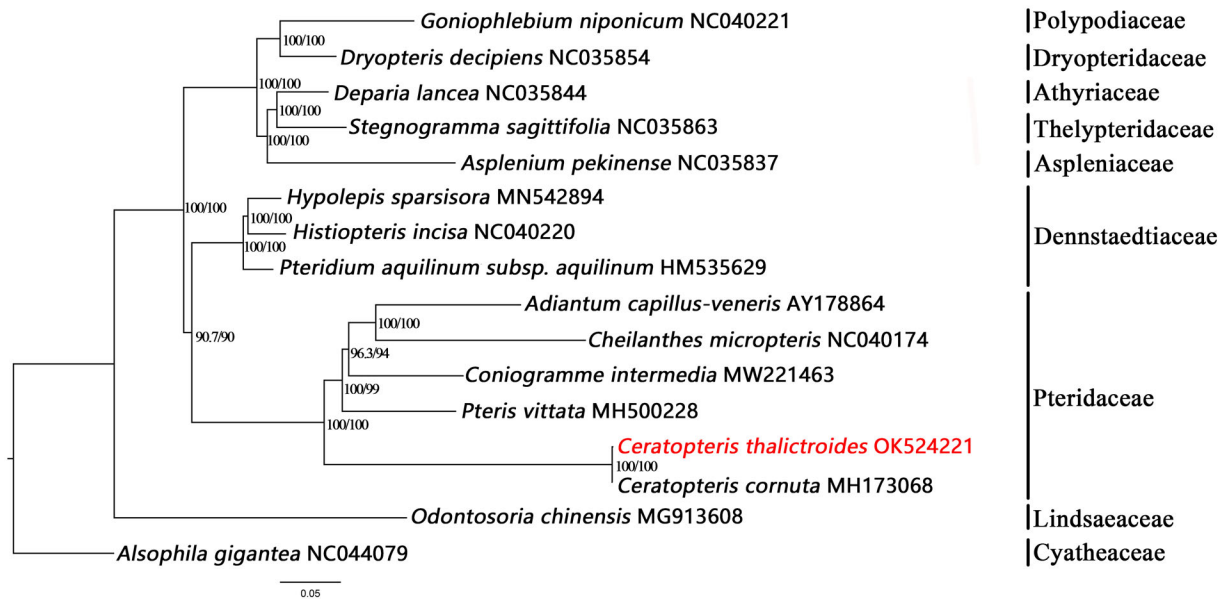 Goniophlebium niponicum NC040221 Polypodiaceae
100/100
Dryopteris decipiens NC035854 Dryopteridaceae
100/100
Deparia lancea NC035844 Athyriaceae
100/100
Stegnogramma sagittifolia NC035863 Thelypteridaceae
100/100
Asplenium pekinense NC035837 Aspleniaceae
Hypolepis sparsisora MN542894
100/100
100/100
Histiopteris incisa NC040220 Dennstaedtiaceae
100/100
Pteridium aquilinum subsp. aquilinum HM535629
Adiantum capillus-veneris AY178864
100/100
90.7/90
Cheilanthes micropteris NC040174
96.3/94
Coniogramme intermedia MW221463
100/99
Pteridaceae
Pteris vittata MH500228
100/100
Ceratopteris thalictroides OK524221
100/100
Ceratopteris cornuta MH173068
Odontosoria chinensis MG913608 Lindsaeaceae
Alsophila gigantea NC044079 Cyatheaceae
0.05